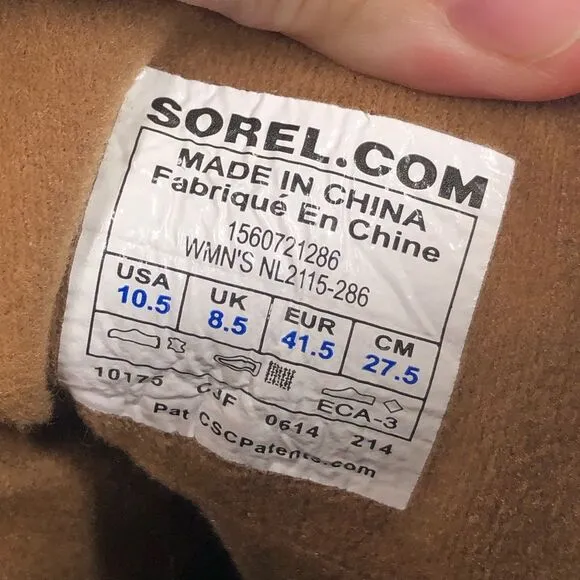 SOREL.COM
MADE IN CHINA
Fabriqué En Chine
1560721286
WMN'S NL2115-286
USA UK EUR CM
10.5 8.5 41.5 27.5
ECA-3
10175 0614 214
Pat CSCPatents.com